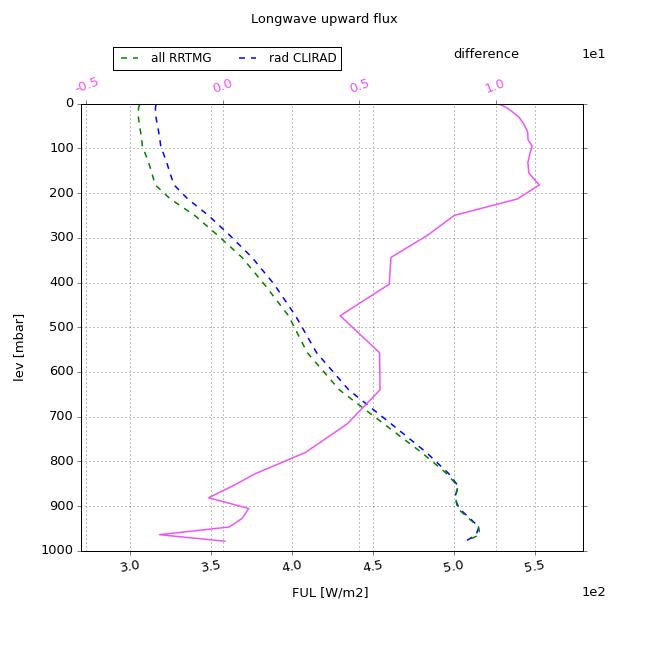 Longwave upward flux
all RRTMG
rad CLIRAD
difference
1e1
-0.5
0.0
0.5
1.0
0
100
200
300
400
500
600
700
800
900
1000
lev [mbar]
3.0
3.5
4.0
4.5
5.0
5.5
FUL [W/m2]
1e2